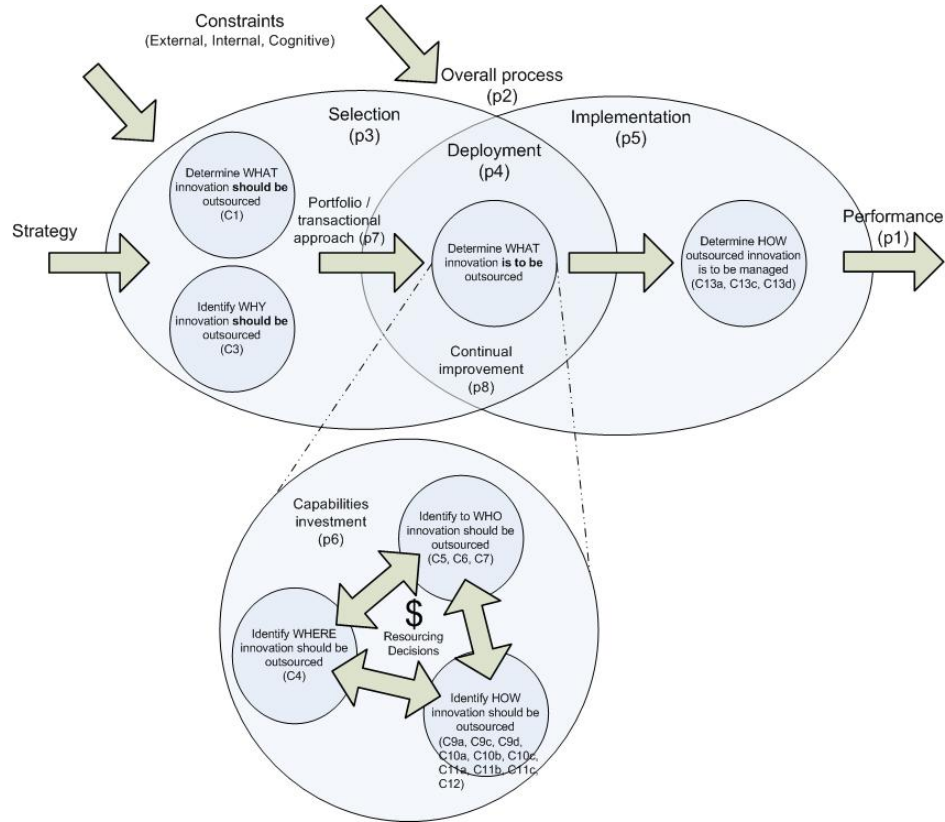 Constraints
(External, Internal, Cognitive)
Overall process
(p2)
Selection
(p3)
Implementation
(p5)
Deployment
(p4)
Determine WHAT
innovation should be
outsourced
(C1)
Portfolio /
transactional
approach (p7)
Strategy
Determine WHAT
innovation is to be
outsourced
Determine HOW
outsourced innovation
is to be managed
(C13a, C13c, C13d)
Performance
(p1)
Identify WHY
innovation should be
outsourced
(C3)
Continual
improvement
(p8)
Capabilities
investment
(p6)
Identify to WHO
innovation should be
outsourced
(C5, C6, C7)
$
Resourcing
Decisions
Identify WHERE
innovation should be
outsourced
(C4)
Identify HOW
innovation should be
outsourced
(C9a, C9c, C9d,
C10a, C10b, C10c,
C11a, C11b, C11c,
C12)